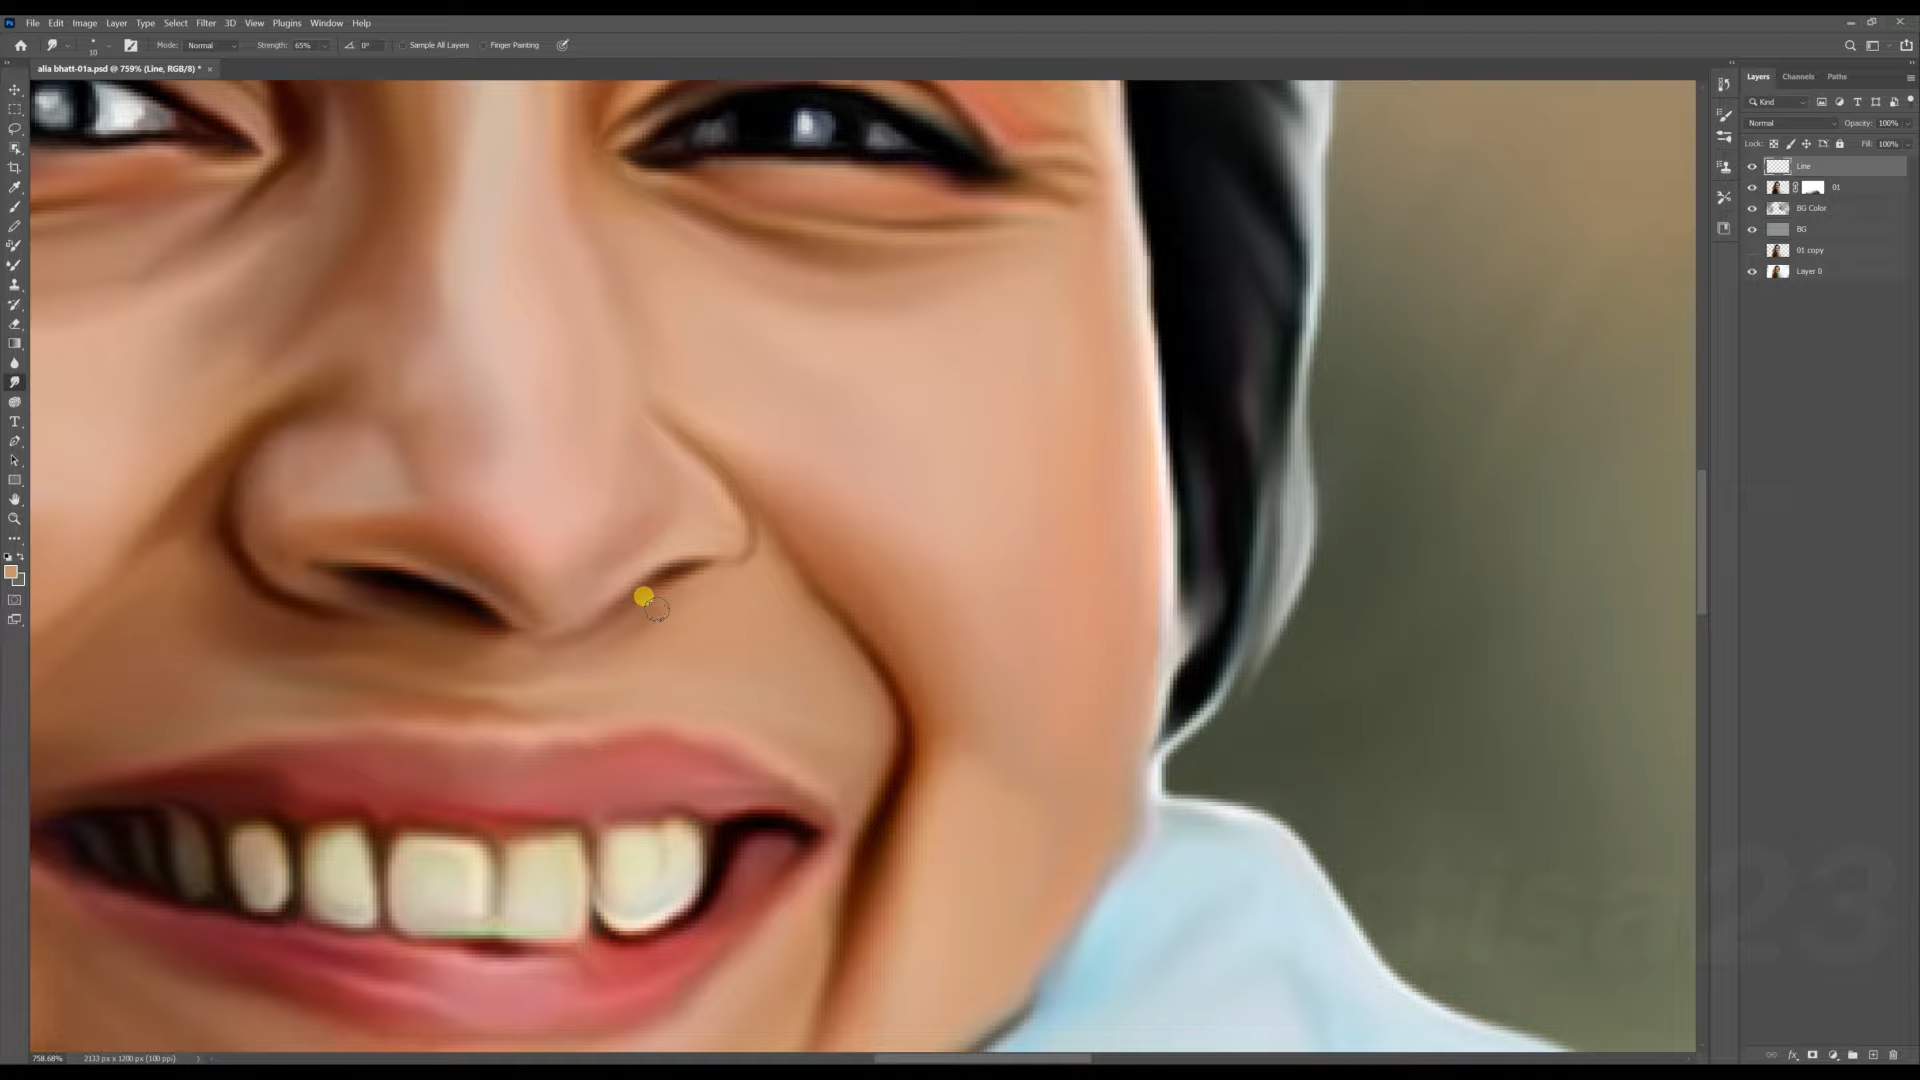 Ps File Edit Image Layer Type Select Filter 3D View Plugins Window Help
10 Mode: Normal Strength: 65% 0° Sample All Layers Finger Painting
alia bhatt-01a.psd @ 759% (Line, RGB/8) * ×
Layers Channels Paths
Kind
Normal Opacity: 100%
Lock: Fill: 100%
Line
01
BG Color
BG
01 copy
Layer 0
23
758.68% 2133 px x 1200 px (100 ppi)